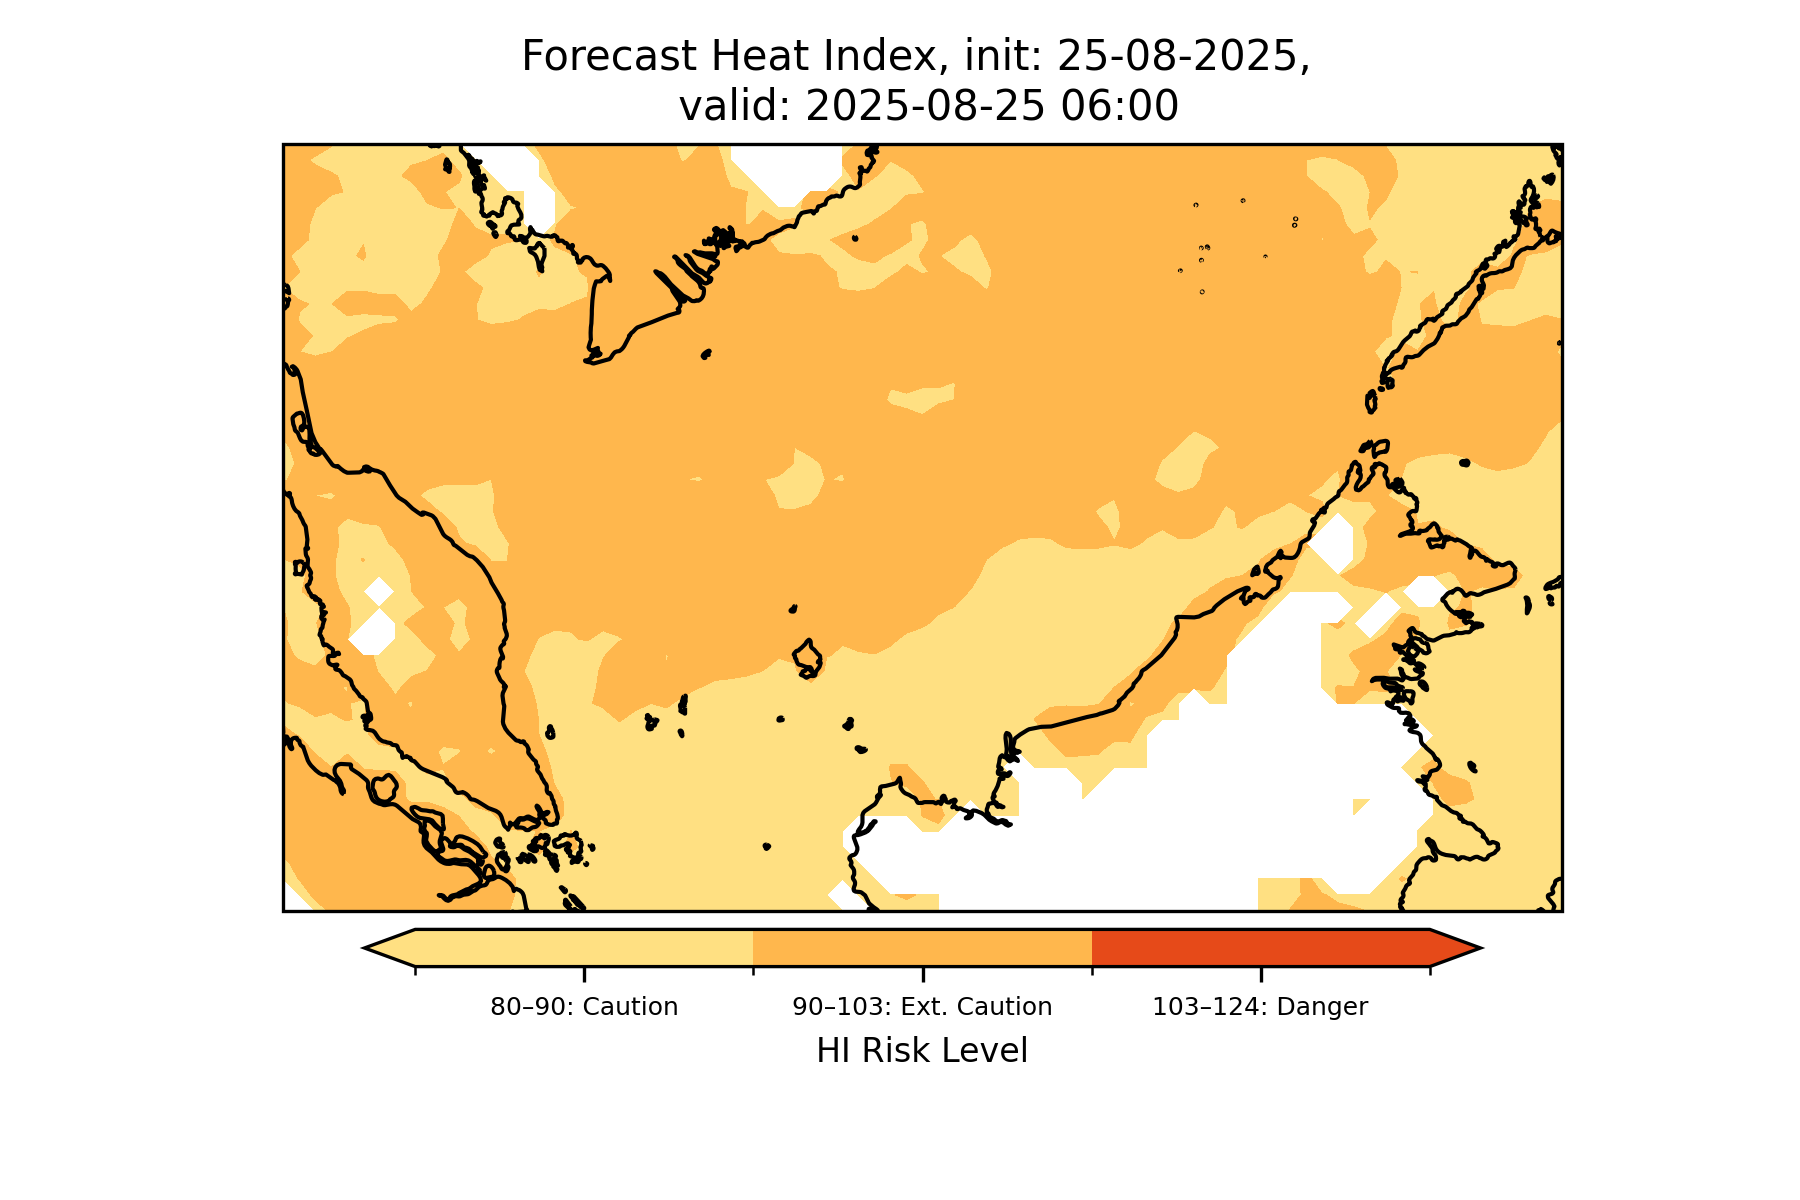 Forecast Heat Index, init: 25-08-2025,
valid: 2025-08-25 06:00
80–90: Caution
90–103: Ext. Caution
103–124: Danger
HI Risk Level